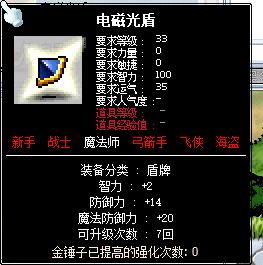 电磁光盾
要求等级： 33
要求力量： 0
要求敏捷： 0
要求智力： 100
要求运气： 35
要求人气度： -
道具等级： -
道具经验值： -
新手 战士 魔法师 弓箭手 飞侠 海盗
装备分类： 盾牌
智力： +2
防御力： +14
魔法防御力： +20
可升级次数： 7回
金锤子已提高的强化次数: 0